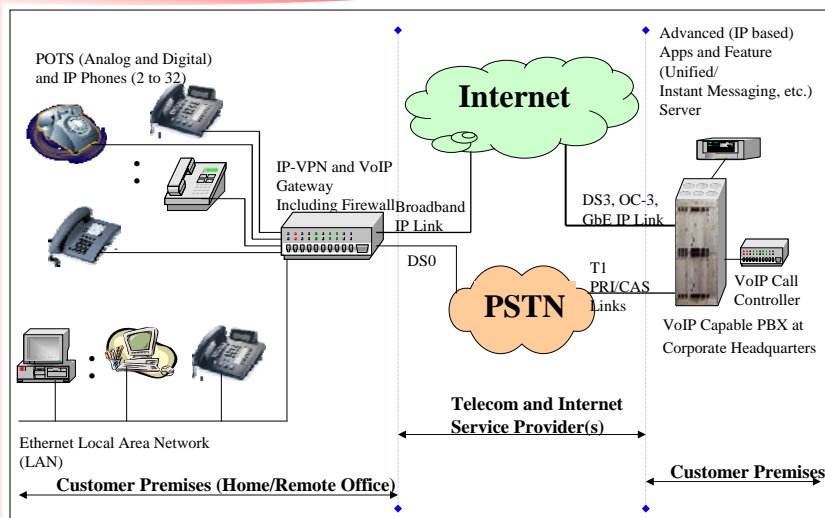 POTS (Analog and Digital)
and IP Phones (2 to 32)
:
IP-VPN and VoIP
Gateway
Including Firewall
:
Ethernet Local Area Network
(LAN)
Customer Premises (Home/Remote Office)
Internet
Broadband
IP Link
DS0
PSTN
Telecom and Internet
Service Provider(s)
DS3, OC-3,
GbE IP Link
T1
PRI/CAS
Links
Advanced (IP based)
Apps and Feature
(Unified/
Instant Messaging, etc.)
Server
VoIP Call
Controller
VoIP Capable PBX at
Corporate Headquarters
Customer Premises